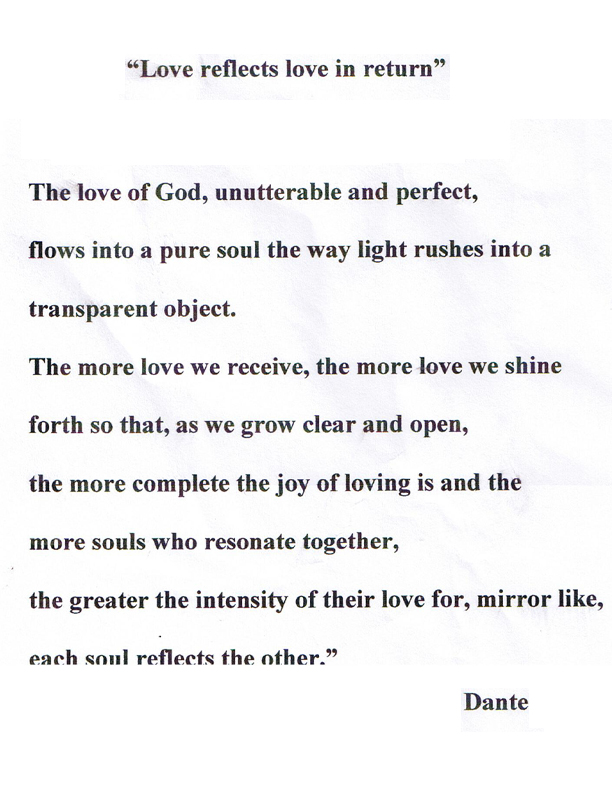 “Love reflects love in return”
The love of God, unutterable and perfect,
flows into a pure soul the way light rushes into a
transparent object.
The more love we receive, the more love we shine
forth so that, as we grow clear and open,
the more complete the joy of loving is and the
more souls who resonate together,
the greater the intensity of their love for, mirror like,
each soul reflects the other.”
Dante